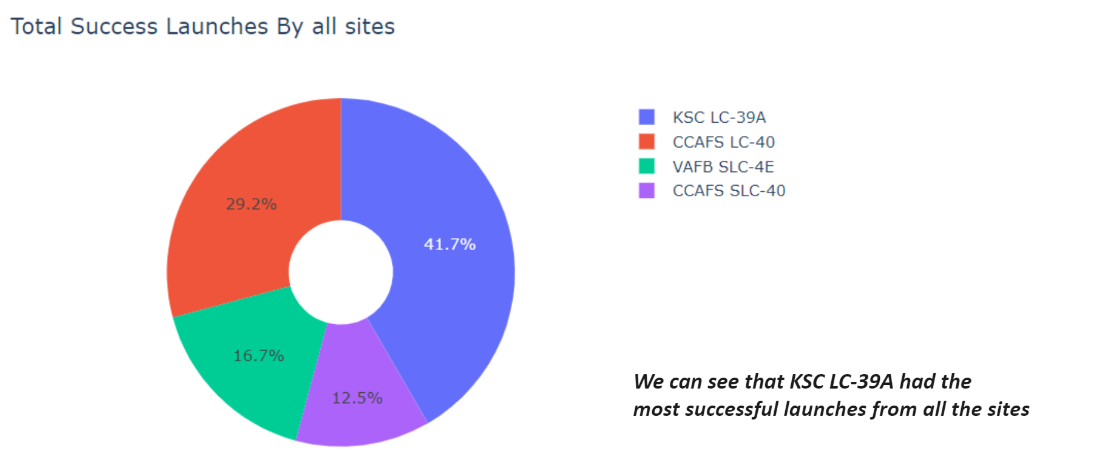 Total Success Launches By all sites
KSC LC-39A
CCAFS LC-40
VAFB SLC-4E
CCAFS SLC-40
29.2%
41.7%
16.7%
12.5%
We can see that KSC LC-39A had the
most successful launches from all the sites